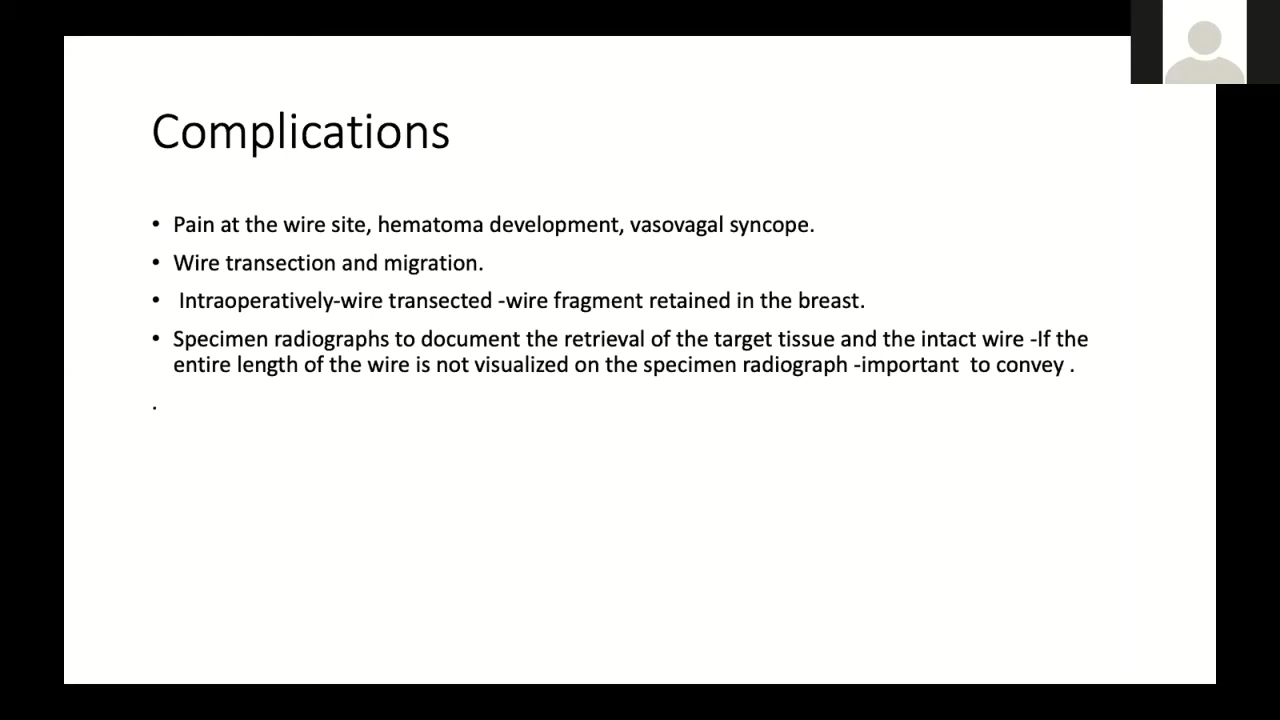 Complications
• Pain at the wire site, hematoma development, vasovagal syncope.
• Wire transection and migration.
• Intraoperatively-wire transected -wire fragment retained in the breast.
• Specimen radiographs to document the retrieval of the target tissue and the intact wire -If the
entire length of the wire is not visualized on the specimen radiograph -important  to convey .
.